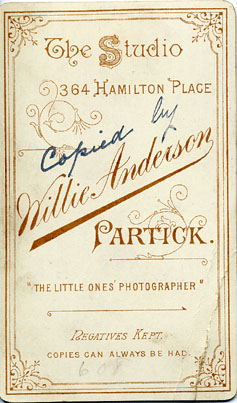 The Studio
364 Hamilton Place
Copied by
Willie Anderson
Partick.
"The Little Ones' Photographer"
Negatives Kept.
Copies can always be had.